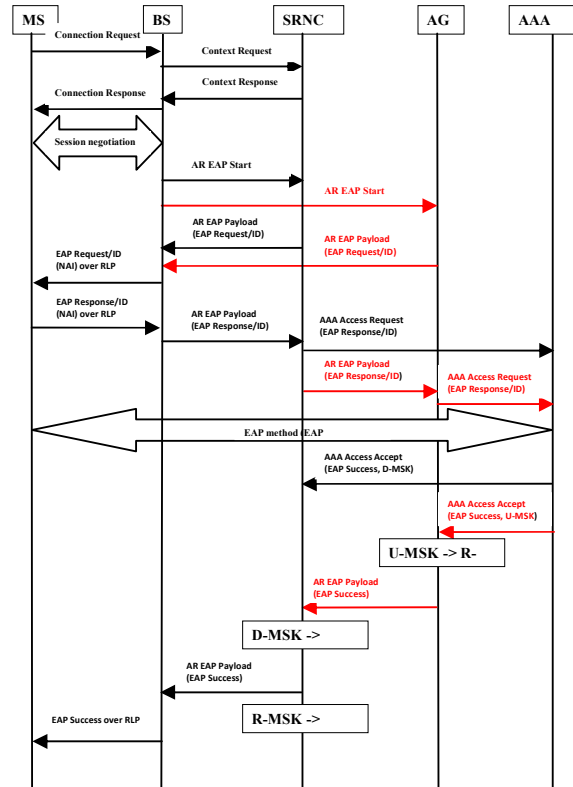 MS BS SRNC AG AAA
Connection Request
Context Request
Context Response
Connection Response
Session negotiation
AR EAP Start
AR EAP Start
AR EAP Payload
(EAP Request/ID)
AR EAP Payload
(EAP Request/ID)
EAP Request/ID
(NAI) over RLP
EAP Response/ID
(NAI) over RLP
AR EAP Payload
(EAP Response/ID)
AAA Access Request
(EAP Response/ID)
AR EAP Payload
(EAP Response/ID)
AAA Access Request
(EAP Response/ID)
EAP method (EAP
AAA Access Accept
(EAP Success, D-MSK)
AAA Access Accept
(EAP Success, U-MSK)
U-MSK -> R-
AR EAP Payload
(EAP Success)
D-MSK ->
AR EAP Payload
(EAP Success)
R-MSK ->
EAP Success over RLP